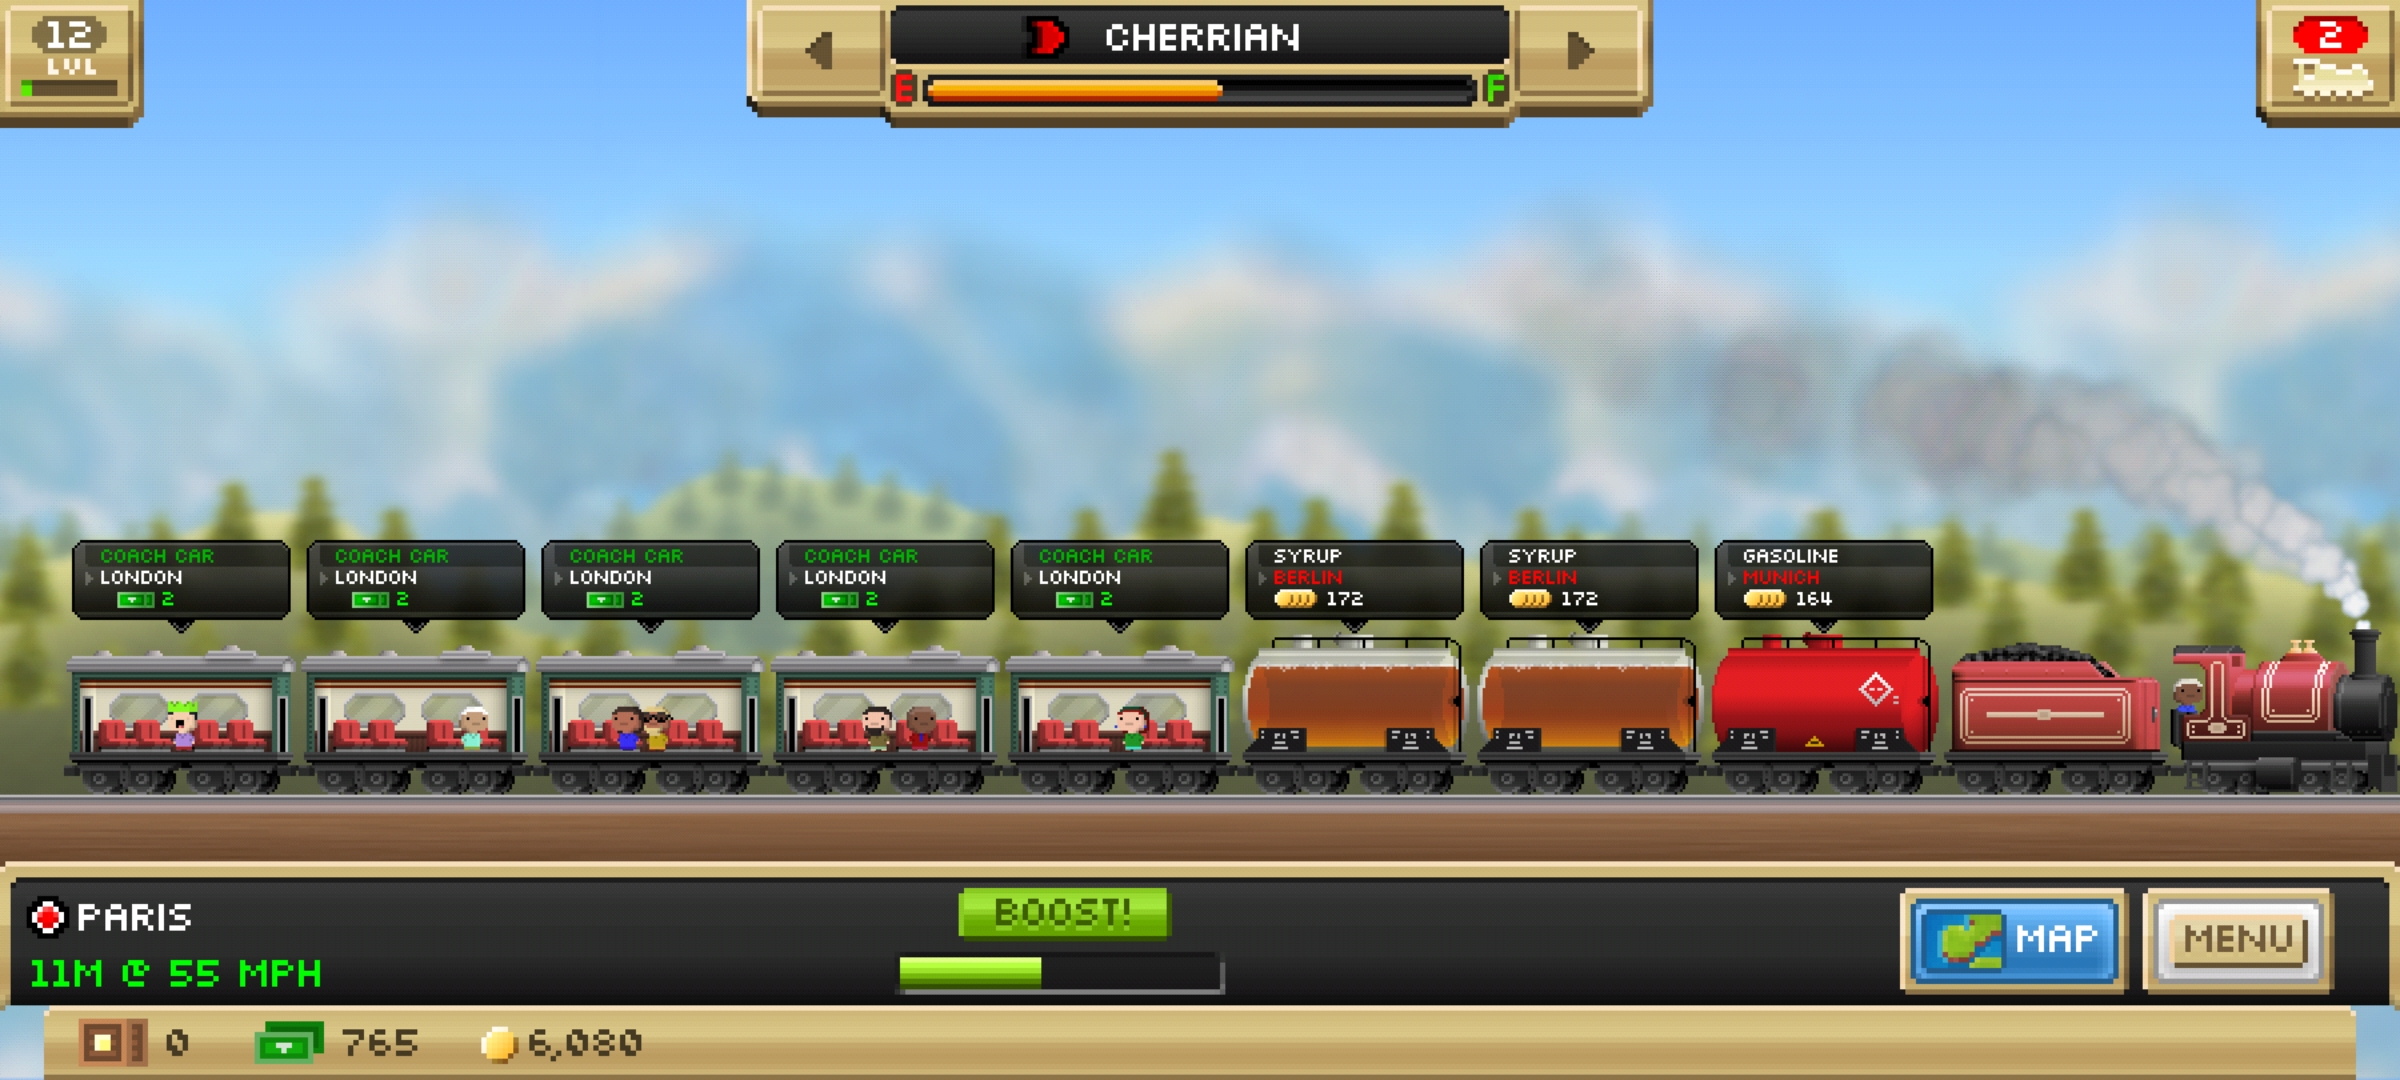 12
LVL
CHERRIAN
E F
2
COACH CAR
LONDON
2
COACH CAR
LONDON
2
COACH CAR
LONDON
2
COACH CAR
LONDON
2
COACH CAR
LONDON
2
SYRUP
BERLIN
172
SYRUP
BERLIN
172
GASOLINE
MUNICH
164
PARIS
11M @ 55 MPH
BOOST!
MAP
MENU
0
765
6,080